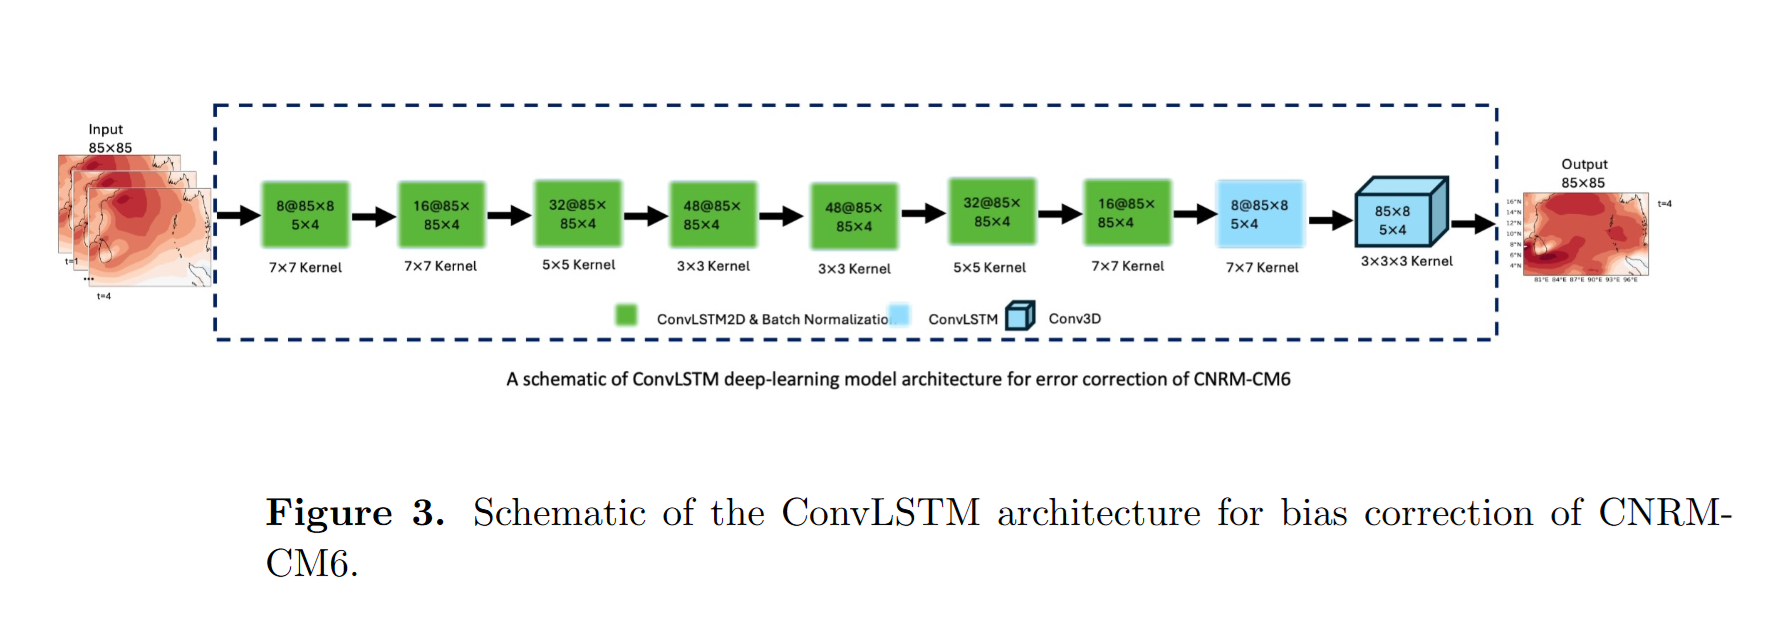 Input
85×85
t=1
...
t=4
8@85×8
5×4
7×7 Kernel
16@85×
85×4
7×7 Kernel
32@85×
85×4
5×5 Kernel
48@85×
85×4
3×3 Kernel
48@85×
85×4
3×3 Kernel
32@85×
85×4
5×5 Kernel
16@85×
85×4
7×7 Kernel
8@85×8
5×4
7×7 Kernel
85×8
5×4
3×3×3 Kernel
Output
85×85
t=4
16°N
14°N
12°N
10°N
8°N
6°N
4°N
81°E 84°E 87°E 90°E 93°E 96°E
ConvLSTM2D & Batch Normalizatio
ConvLSTM
Conv3D
A schematic of ConvLSTM deep-learning model architecture for error correction of CNRM-CM6
Figure 3. Schematic of the ConvLSTM architecture for bias correction of CNRM-
CM6.